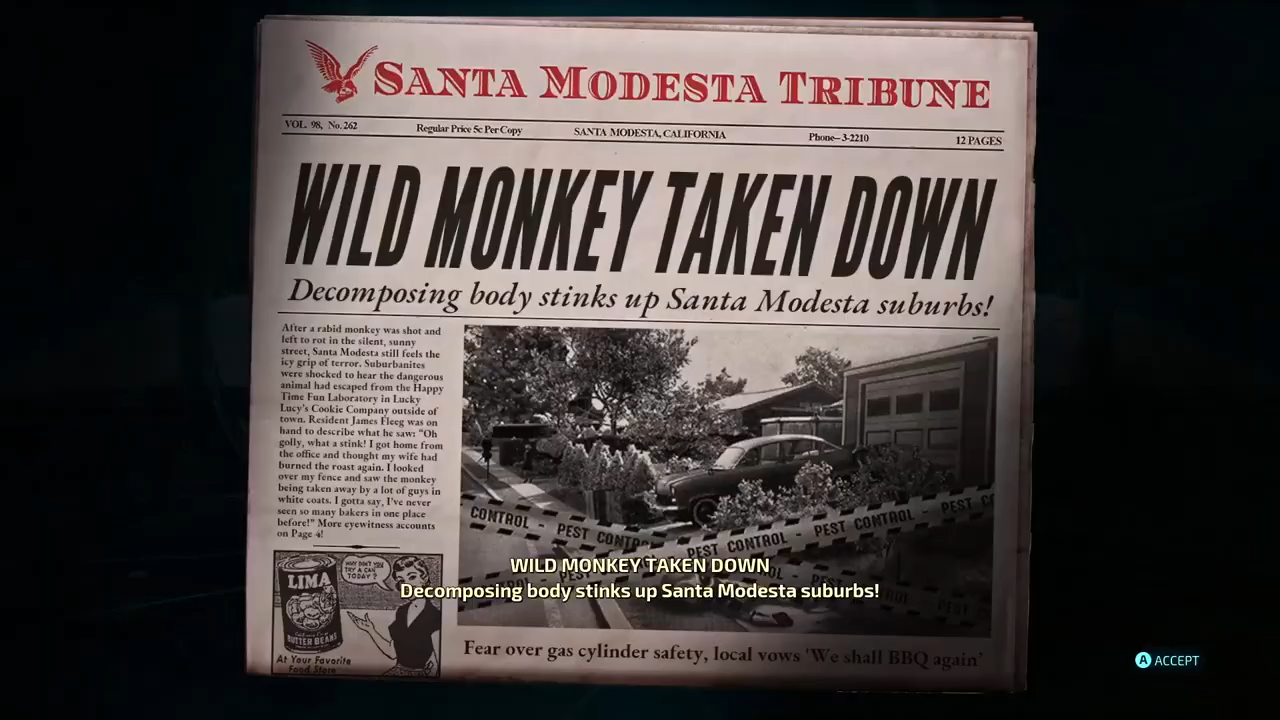 SANTA MODESTA TRIBUNE
VOL. 98, No. 262 Regular Price 5c Per Copy SANTA MODESTA, CALIFORNIA Phone-3-2210 12 PAGES
WILD MONKEY TAKEN DOWN
Decomposing body stinks up Santa Modesta suburbs!
After a rabid monkey was shot and
left to rot in the silent, sunny
street, Santa Modesta still feels the
icy grip of terror. Suburbanites
were shocked to hear the dangerous
animal had escaped from the Happy
Time Fun Laboratory in Lucky
Lucy's Cookie Company outside of
town. Resident James Fleeg was on
hand to describe what he saw: "Oh
golly, what a stink! I got home from
the office and thought my wife had
burned the roast again. I looked
over my fence and saw the monkey
being taken away by a lot of guys in
white coats. I gotta say, I've never
seen so many bakers in one place
before!" More eyewitness accounts
on Page 4!
CONTROL - PEST CONTROL
PEST CONTROL - PEST CONTROL - PEST C
WILD MONKEY TAKEN DOWN
Decomposing body stinks up Santa Modesta suburbs!
LIMA
BUTTER BEANS
WHY DON'T YOU
TRY A CAN
TODAY?
At Your Favorite
Food Store
Fear over gas cylinder safety, local vows 'We shall BBQ again'
A ACCEPT